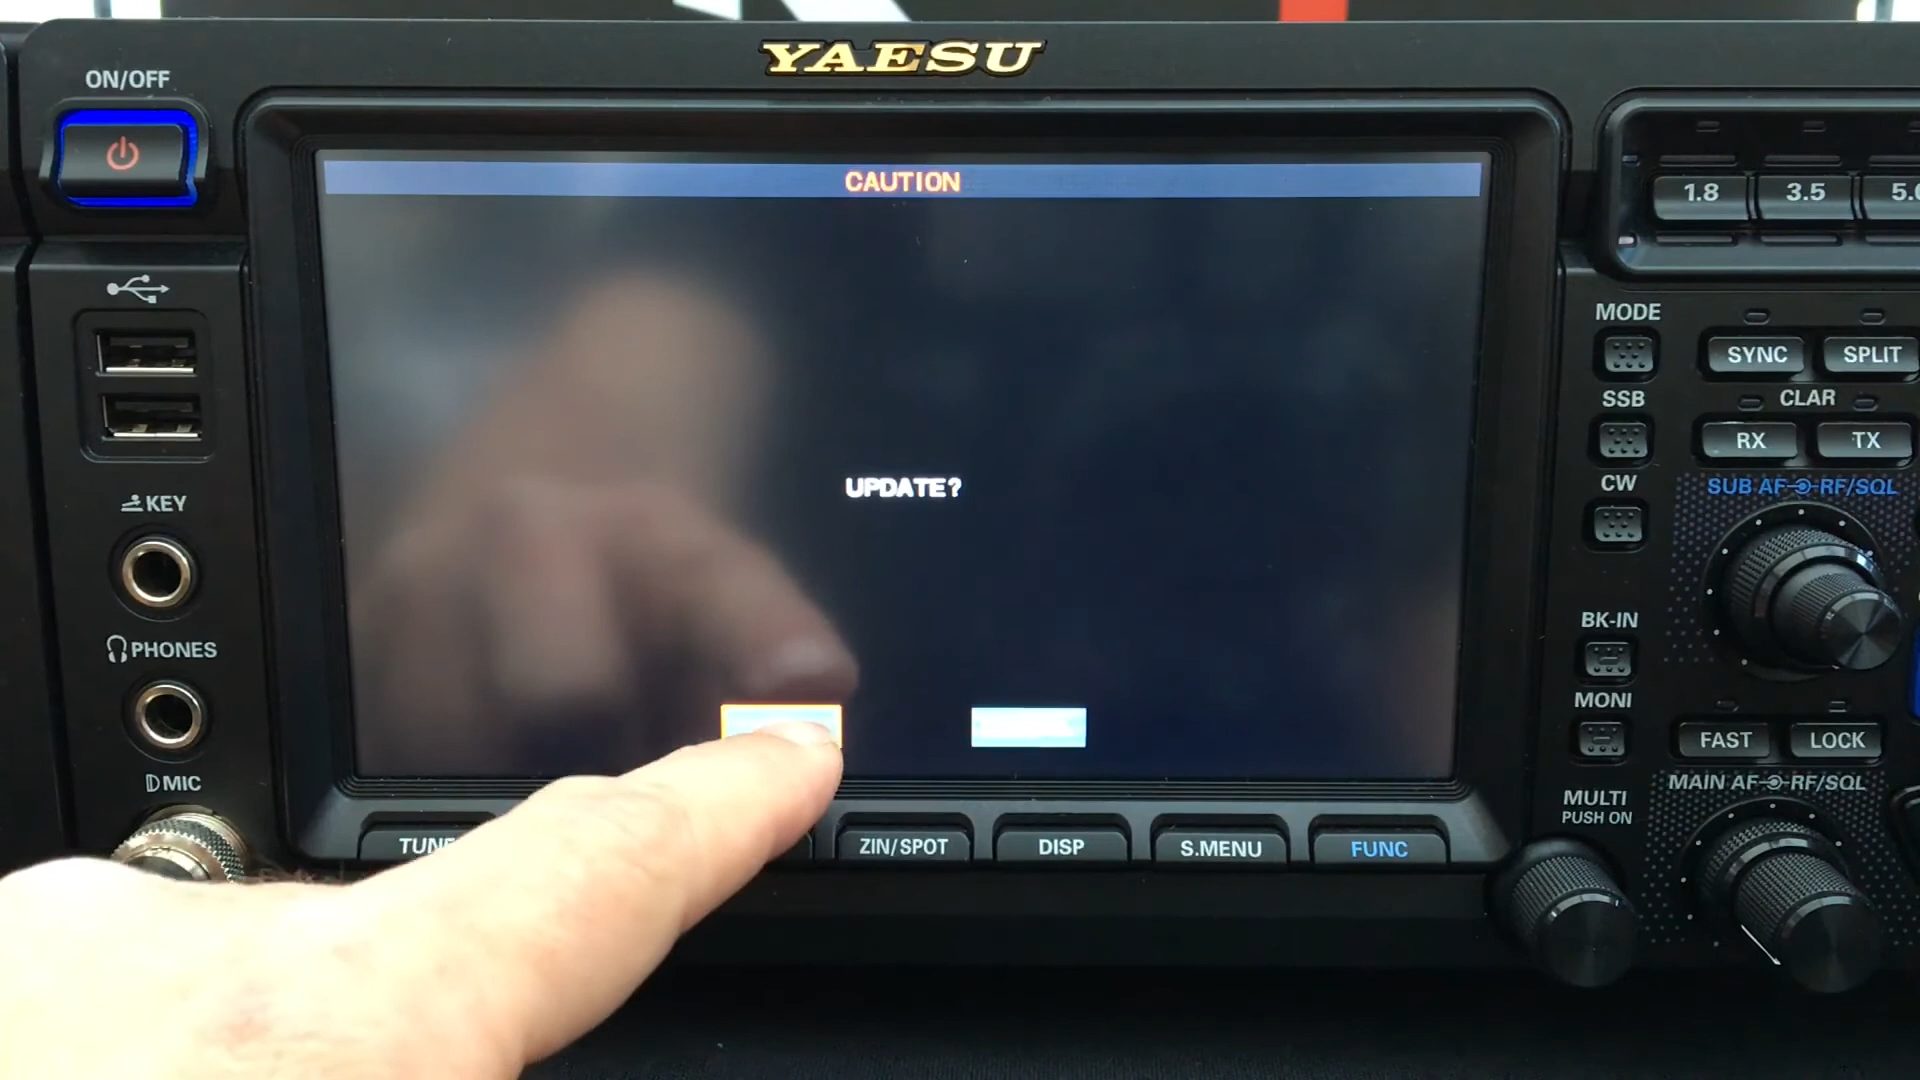 YAESU
ON/OFF
CAUTION
1.8
3.5
MODE
SYNC
SPLIT
SSB
CLAR
RX
TX
CW
SUB AF
RF/SQL
KEY
UPDATE?
BK-IN
PHONES
MONI
FAST
LOCK
MIC
MAIN AF
RF/SQL
MULTI
PUSH ON
ZIN/SPOT
DISP
S.MENU
FUNC